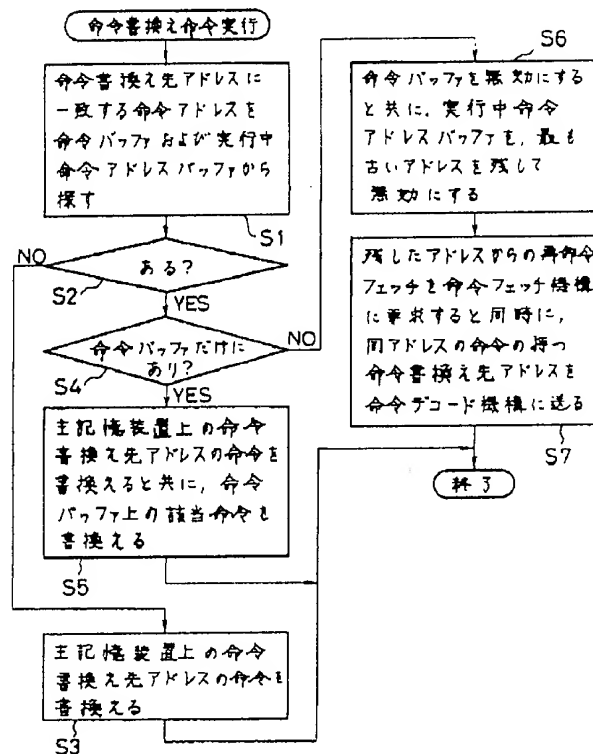 命令書換え命令実行
命令書換え先アドレスに
一致する命令アドレスを
命令バッファおよび実行中
命令アドレスバッファから
探す
S1
ある?
NO
S2
YES
命令バッファだけに
あり?
NO
S4
YES
主記憶装置上の命令
書換え先アドレスの命令を
書換えると共に,命令
バッファ上の該当命令を
書換える
S5
主記憶装置上の命令
書換え先アドレスの命令を
書換える
S3
S6
命令バッファを無効にする
と共に,実行中命令
アドレスバッファを,最も
古いアドレスを残して
無効にする
残したアドレスからの再命令
フェッチを命令フェッチ機構
に要求すると同時に,
同アドレスの命令の持つ
命令書換え先アドレスを
命令デコード機構に送る
S7
終了